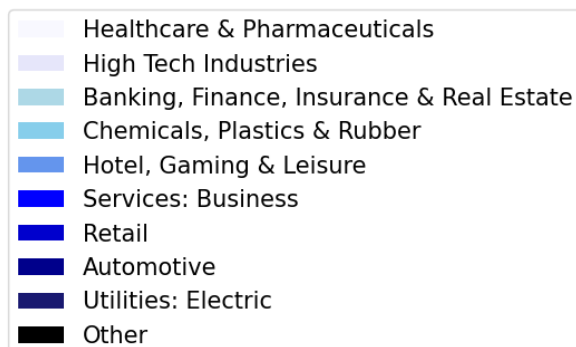 Healthcare & Pharmaceuticals
High Tech Industries
Banking, Finance, Insurance & Real Estate
Chemicals, Plastics & Rubber
Hotel, Gaming & Leisure
Services: Business
Retail
Automotive
Utilities: Electric
Other